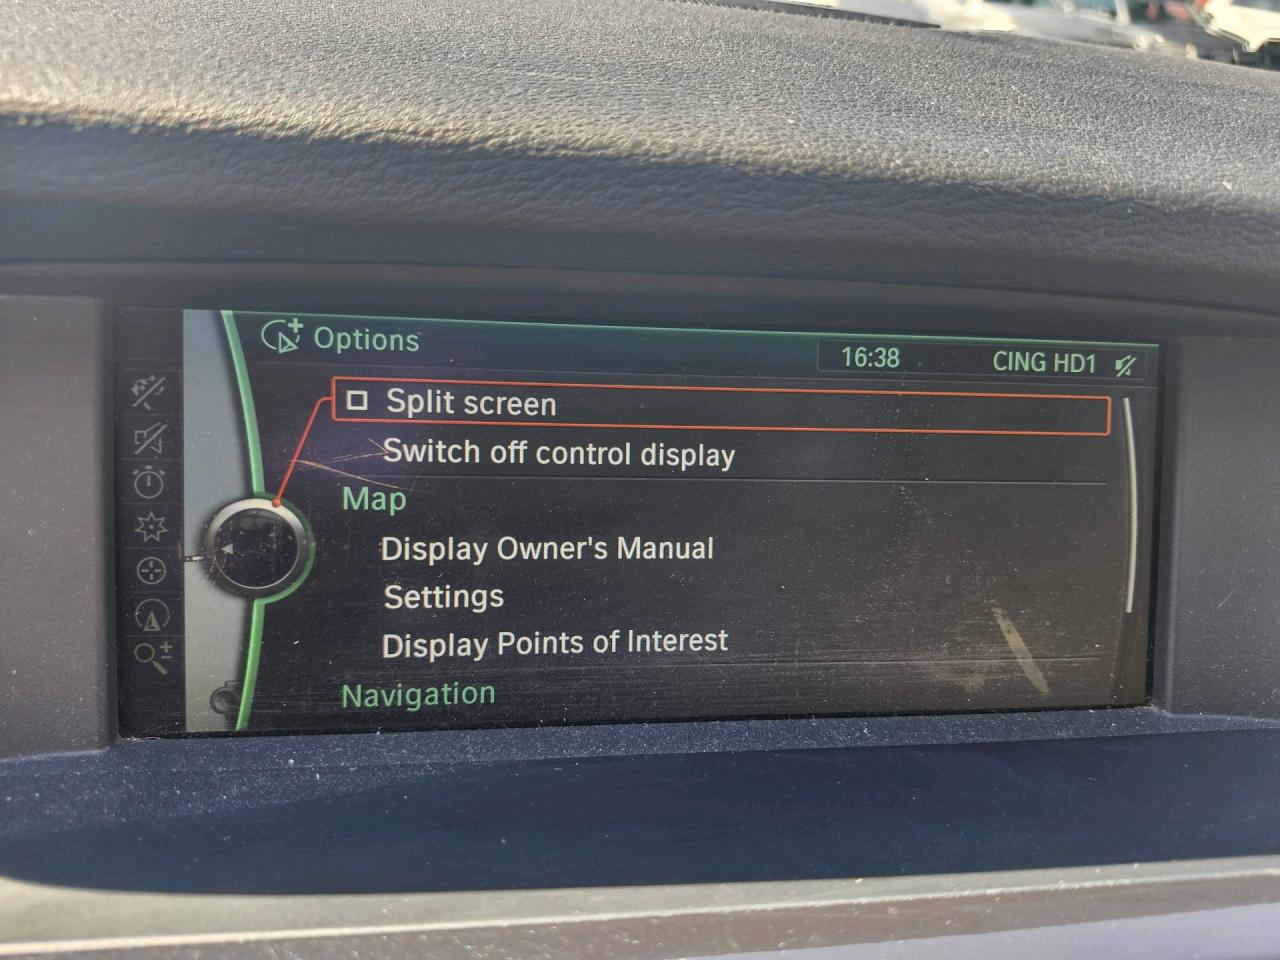 Options
16:38
CING HD1
Split screen
Switch off control display
Map
Display Owner's Manual
Settings
Display Points of Interest
Navigation